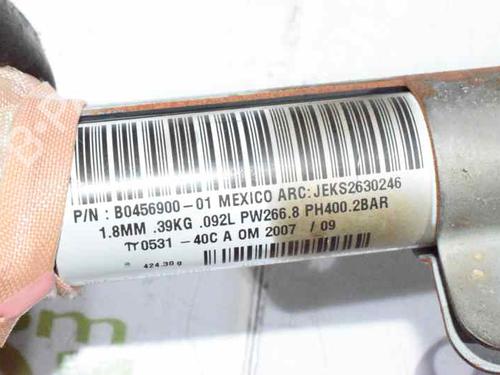 P/N : B0456900-01 MEXICO ARC: JEKS2630246
1.8MM .39KG .092L PW266.8 PH400.2BAR
π0531 -40C A OM 2007 / 09
424.30 g